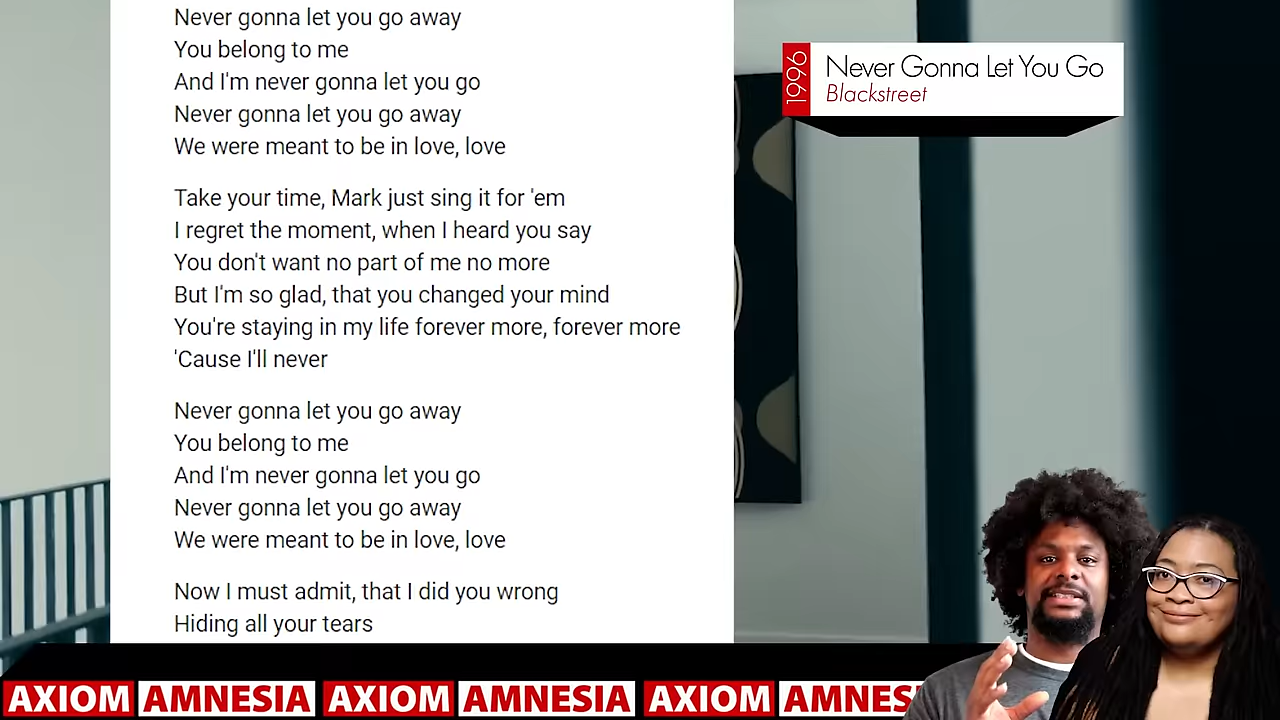 Never gonna let you go away
You belong to me
And I'm never gonna let you go
Never gonna let you go away
We were meant to be in love, love
Take your time, Mark just sing it for 'em
I regret the moment, when I heard you say
You don't want no part of me no more
But I'm so glad, that you changed your mind
You're staying in my life forever more, forever more
'Cause I'll never
Never gonna let you go away
You belong to me
And I'm never gonna let you go
Never gonna let you go away
We were meant to be in love, love
Now I must admit, that I did you wrong
Hiding all your tears
1996
Never Gonna Let You Go
Blackstreet
AXIOM AMNESIA AXIOM AMNESIA AXIOM AMNES